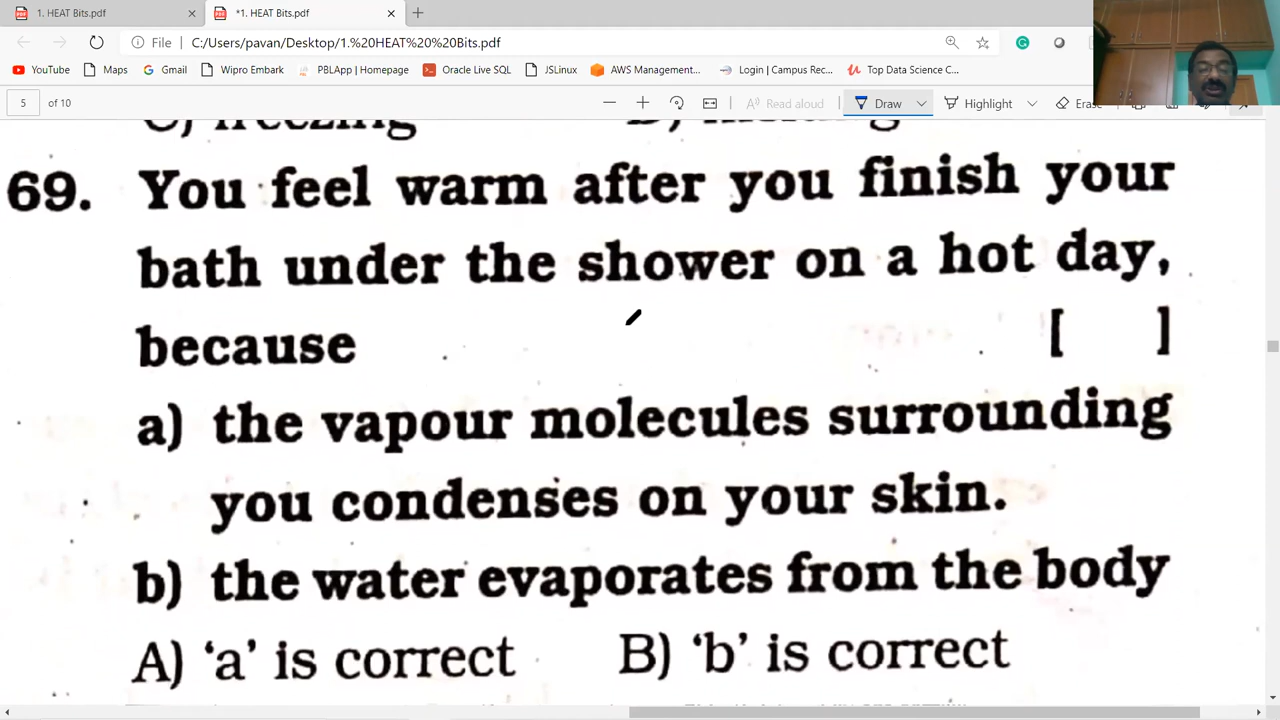 1. HEAT Bits.pdf
*1. HEAT Bits.pdf
File C:/Users/pavan/Desktop/1.%20HEAT%20%20Bits.pdf
YouTube Maps Gmail Wipro Embark PBLApp | Homepage Oracle Live SQL JSLinux AWS Management... Login | Campus Rec... Top Data Science C...
5 of 10 Read aloud Draw Highlight Erase
C) freezing
69. You feel warm after you finish your
bath under the shower on a hot day,
because [ ]
a) the vapour molecules surrounding
you condenses on your skin.
b) the water evaporates from the body
A) 'a' is correct B) 'b' is correct